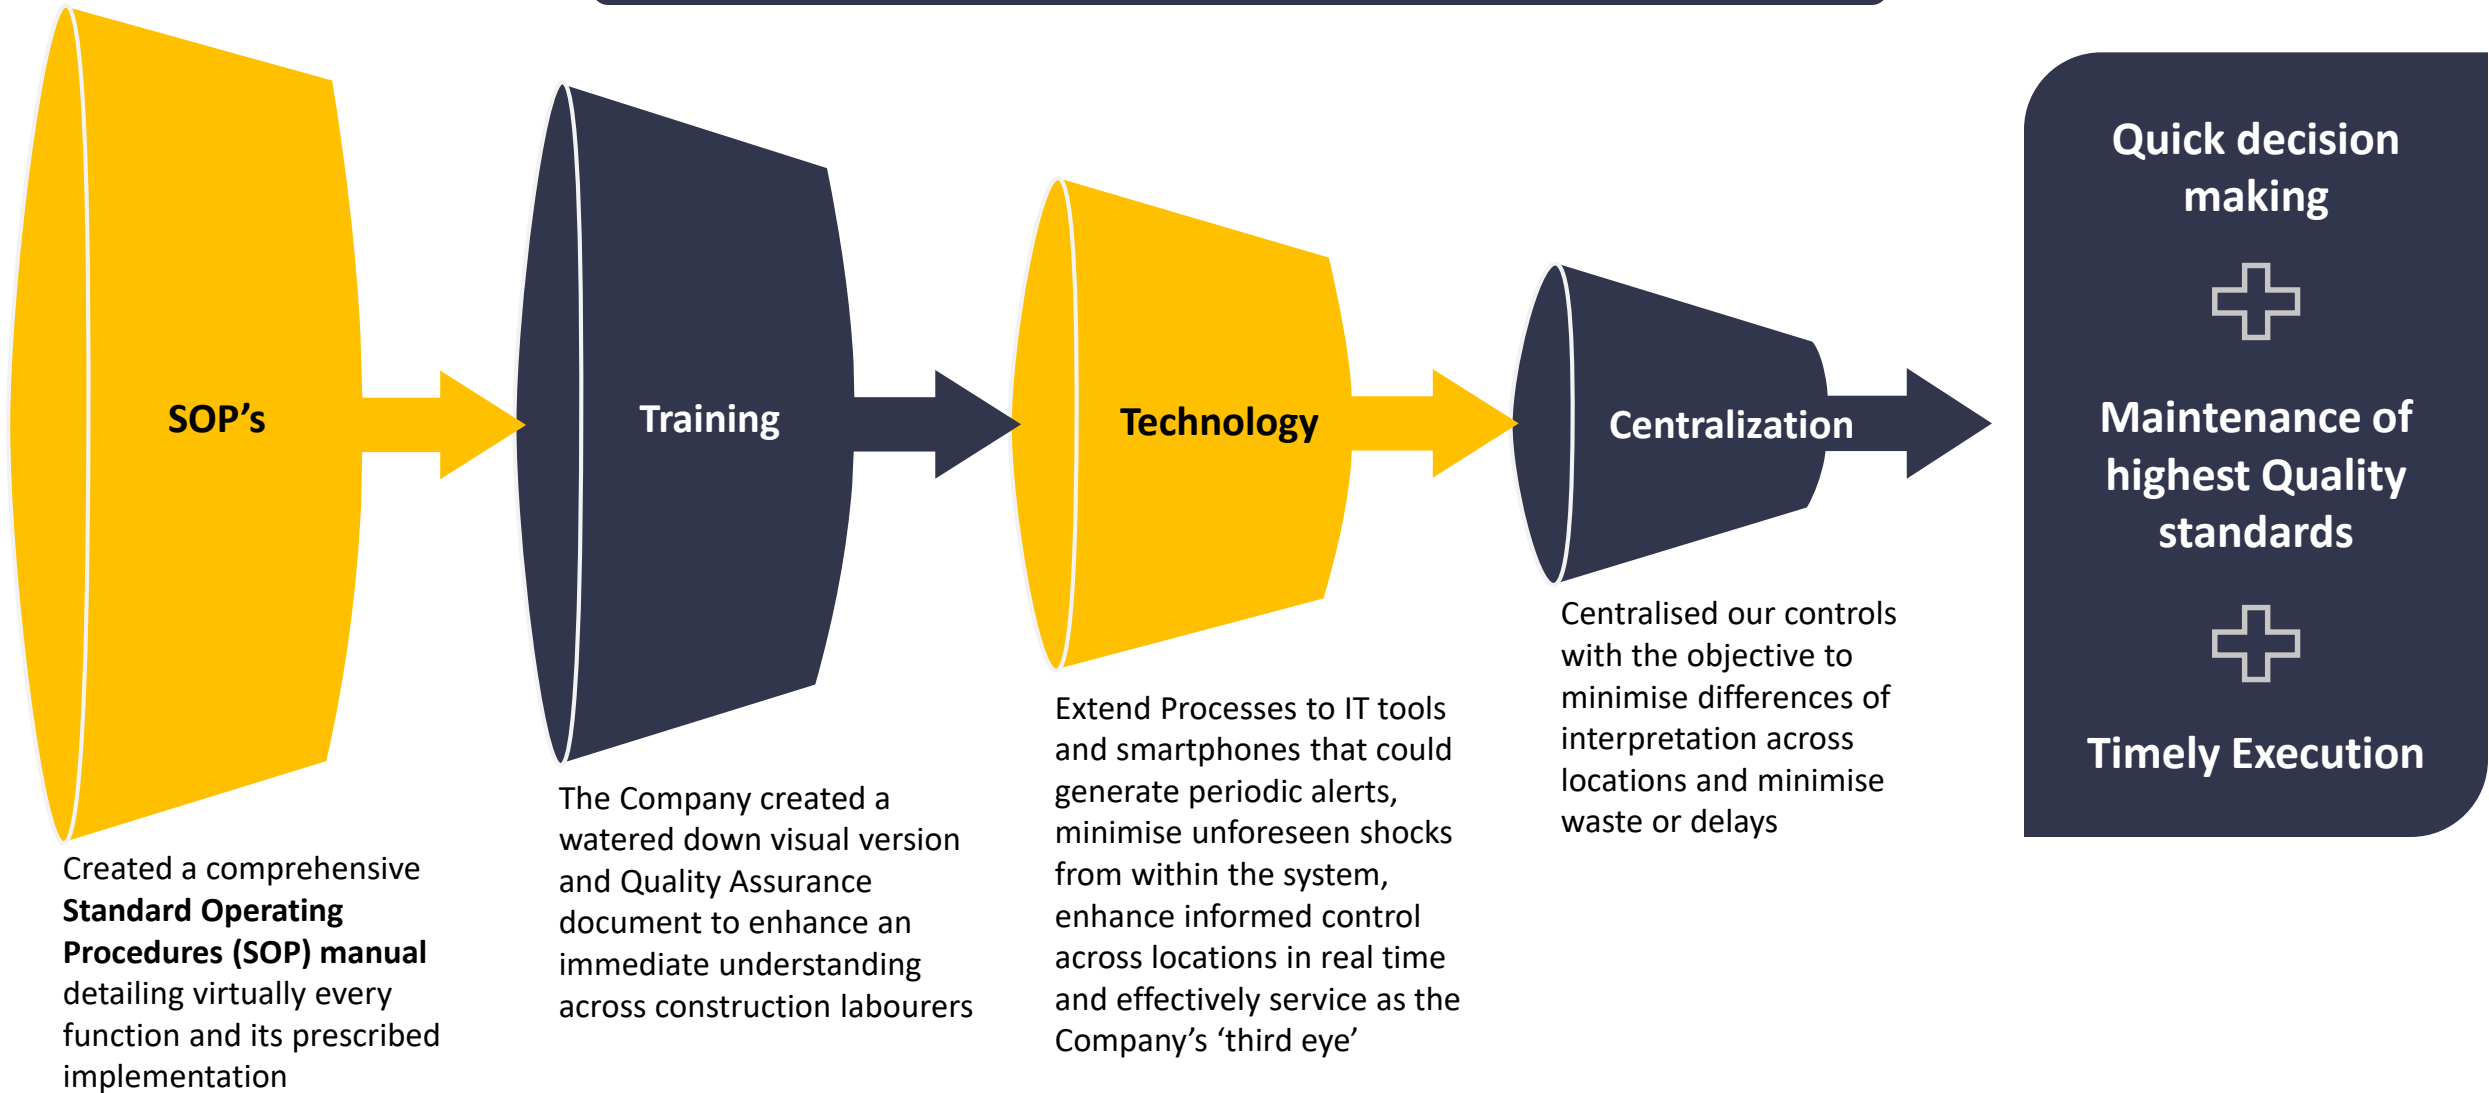 SOP’s
Created a comprehensive
Standard Operating
Procedures (SOP) manual
detailing virtually every
function and its prescribed
implementation
Training
The Company created a
watered down visual version
and Quality Assurance
document to enhance an
immediate understanding
across construction labourers
Technology
Extend Processes to IT tools
and smartphones that could
generate periodic alerts,
minimise unforeseen shocks
from within the system,
enhance informed control
across locations in real time
and effectively service as the
Company’s ‘third eye’
Centralization
Centralised our controls
with the objective to
minimise differences of
interpretation across
locations and minimise
waste or delays
Quick decision
making
Maintenance of
highest Quality
standards
Timely Execution